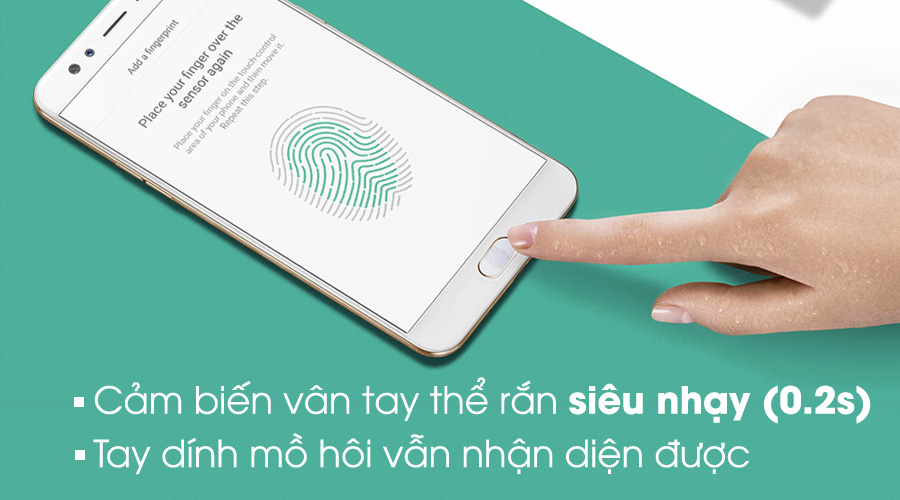 Add a fingerprint
Place your finger over the
sensor again
Place your finger on the touch-control
area of your phone and then move it.
Repeat this step.
▪ Cảm biến vân tay thể rắn siêu nhạy (0.2s)
▪ Tay dính mồ hôi vẫn nhận diện được